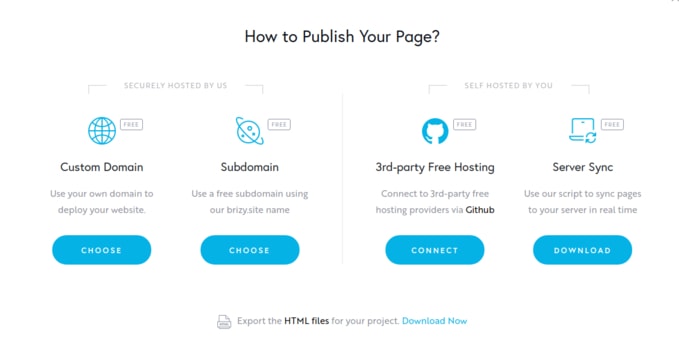 How to Publish Your Page?
SECURELY HOSTED BY US
SELF HOSTED BY YOU
FREE
FREE
FREE
FREE
Custom Domain
Subdomain
3rd-party Free Hosting
Server Sync
Use your own domain to
deploy your website.
Use a free subdomain using
our brizy.site name
Connect to 3rd-party free
hosting providers via Github
Use our script to sync pages
to your server in real time
CHOOSE
CHOOSE
CONNECT
DOWNLOAD
Export the HTML files for your project. Download Now